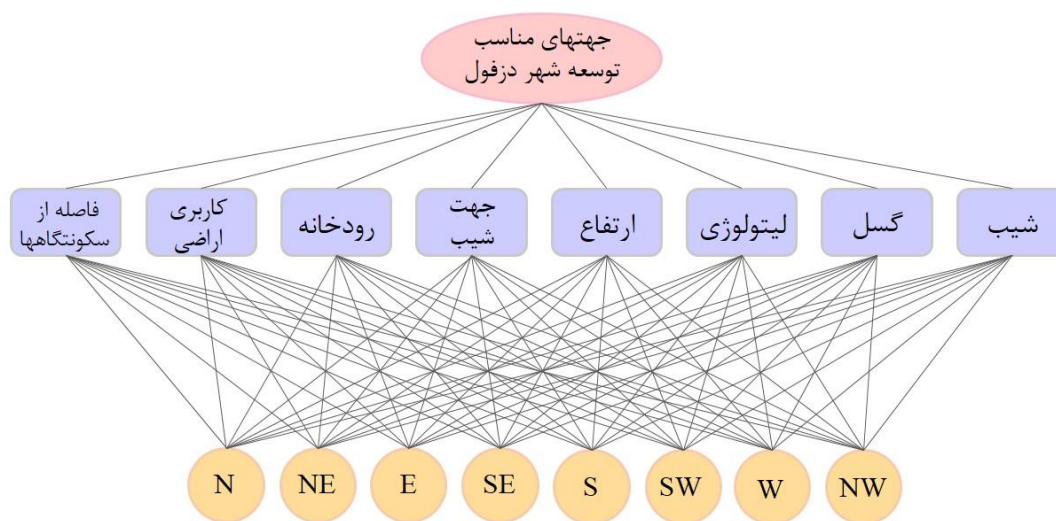 جهتهای مناسب
توسعه شهر دزفول
شیب
گسل
لیتولوژی
ارتفاع
جهت
شیب
رودخانه
کاربری
اراضی
فاصله از
سکونتگاهها
N
NE
E
SE
S
SW
W
NW